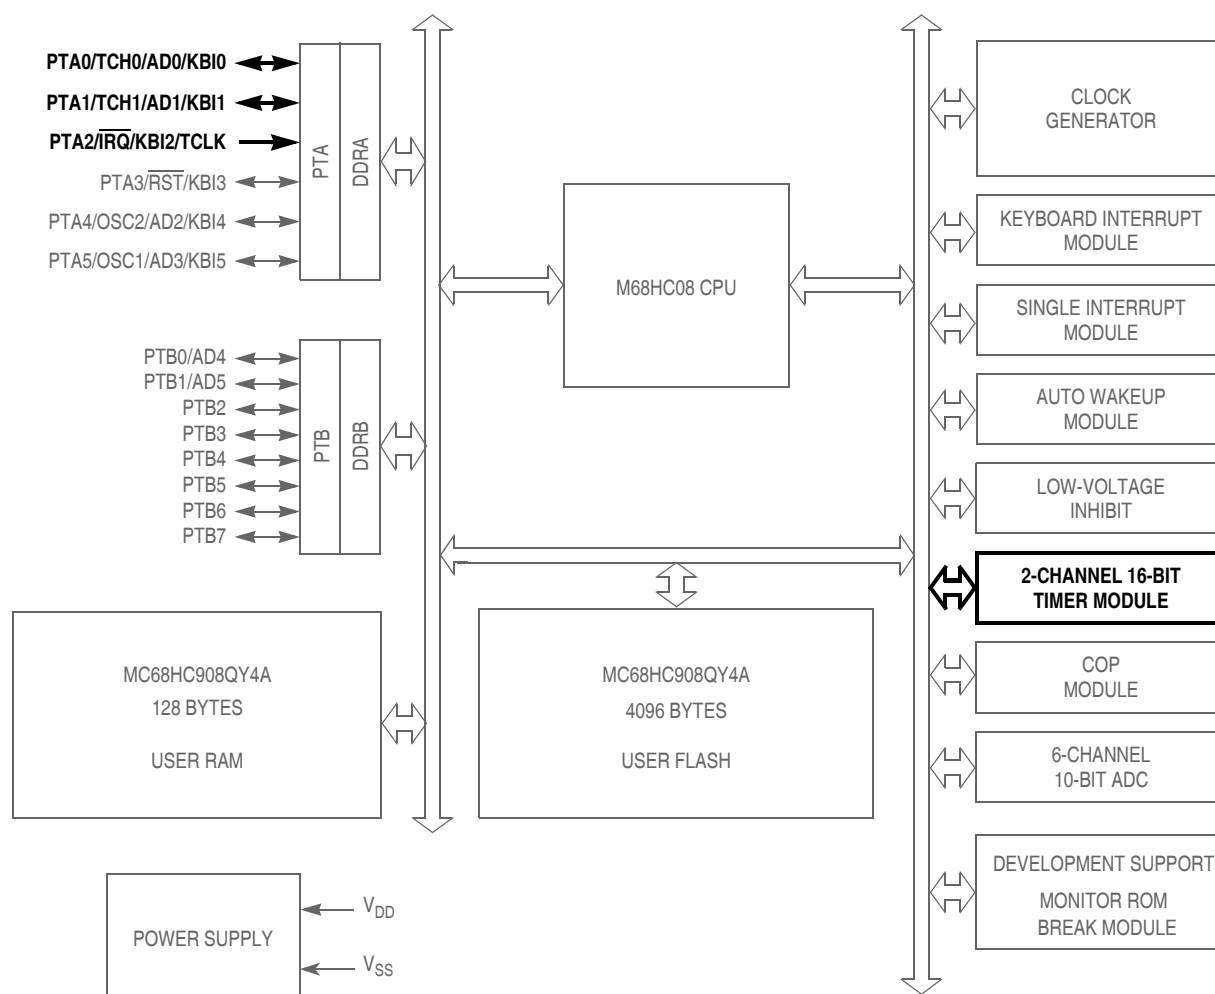 PTA0/TCH0/AD0/KBI0
PTA1/TCH1/AD1/KBI1
PTA2/IRQ/KBI2/TCLK
PTA3/RST/KBI3
PTA4/OSC2/AD2/KBI4
PTA5/OSC1/AD3/KBI5
PTA
DDRA
PTB0/AD4
PTB1/AD5
PTB2
PTB3
PTB4
PTB5
PTB6
PTB7
PTB
DDRB
M68HC08 CPU
MC68HC908QY4A
128 BYTES
USER RAM
MC68HC908QY4A
4096 BYTES
USER FLASH
POWER SUPPLY
VDD
VSS
CLOCK
GENERATOR
KEYBOARD INTERRUPT
MODULE
SINGLE INTERRUPT
MODULE
AUTO WAKEUP
MODULE
LOW-VOLTAGE
INHIBIT
2-CHANNEL 16-BIT
TIMER MODULE
COP
MODULE
6-CHANNEL
10-BIT ADC
DEVELOPMENT SUPPORT
MONITOR ROM
BREAK MODULE